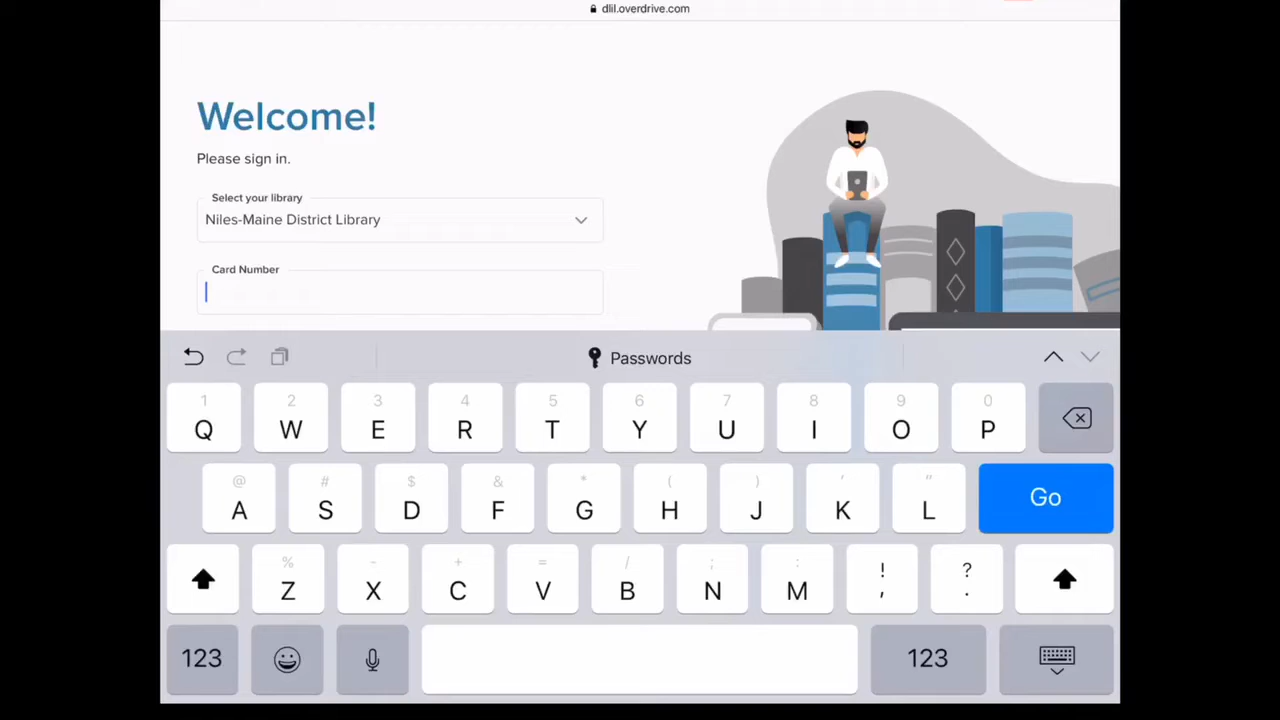 dlil.overdrive.com
Welcome!
Please sign in.
Select your library
Niles-Maine District Library
Card Number
Passwords
1 2 3 4 5 6 7 8 9 0
Q W E R T Y U I O P
@ # $ & * ( ) ' "
A S D F G H J K L Go
% - + = / ; : ! ?
Z X C V B N M , .
123 123